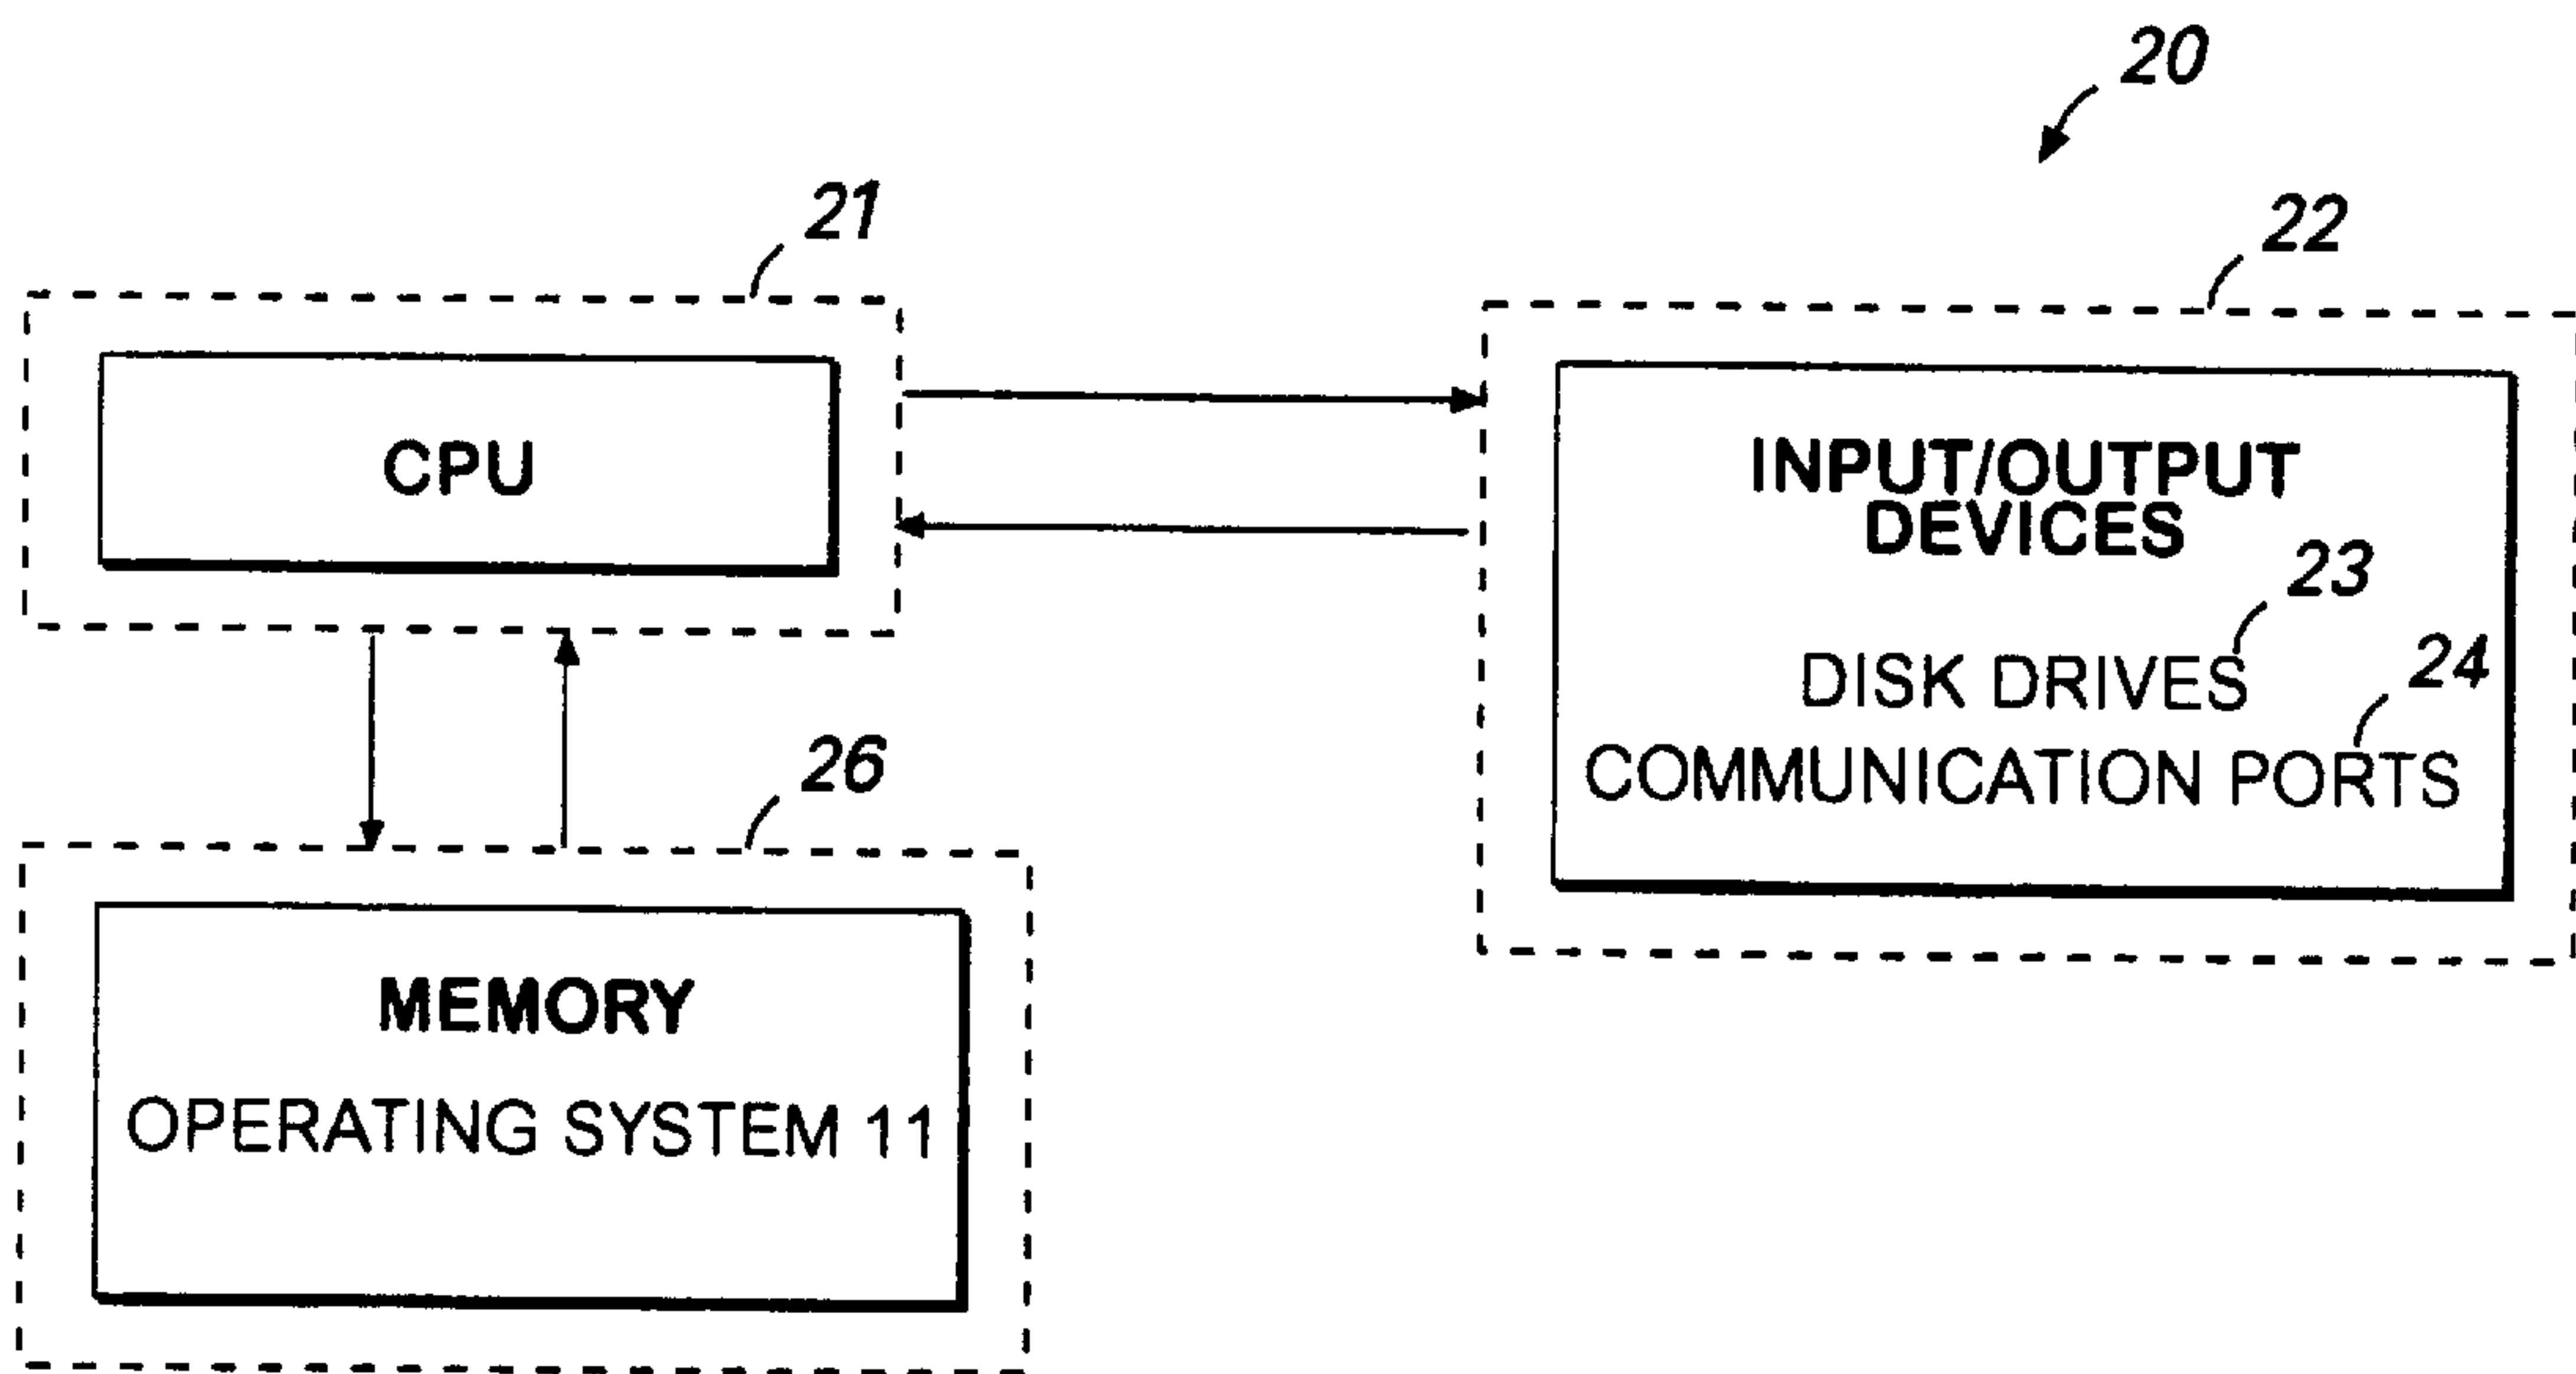 20
21
22
CPU
INPUT/OUTPUT
DEVICES
23
DISK DRIVES
24
COMMUNICATION PORTS
26
MEMORY
OPERATING SYSTEM 11